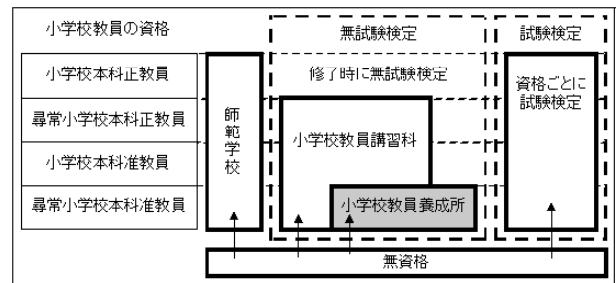 小学校教員の資格
無試験検定
試験検定
小学校本科正教員
尋常小学校本科正教員
小学校本科准教員
尋常小学校本科准教員
師範学校
修了時に無試験検定
小学校教員講習科
小学校教員養成所
資格ごとに
試験検定
無資格